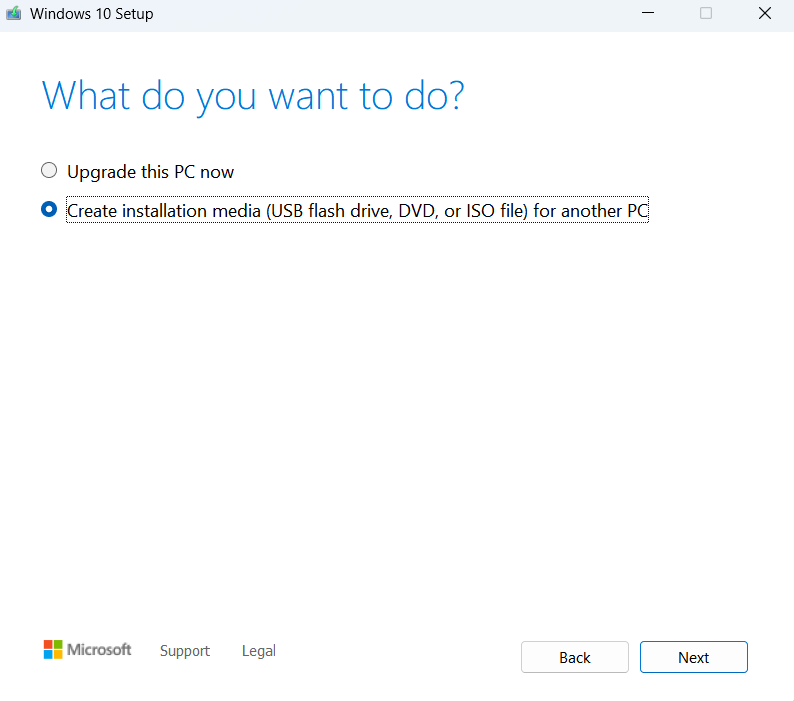 Windows 10 Setup
What do you want to do?
Upgrade this PC now
Create installation media (USB flash drive, DVD, or ISO file) for another PC
Microsoft Support Legal Back Next